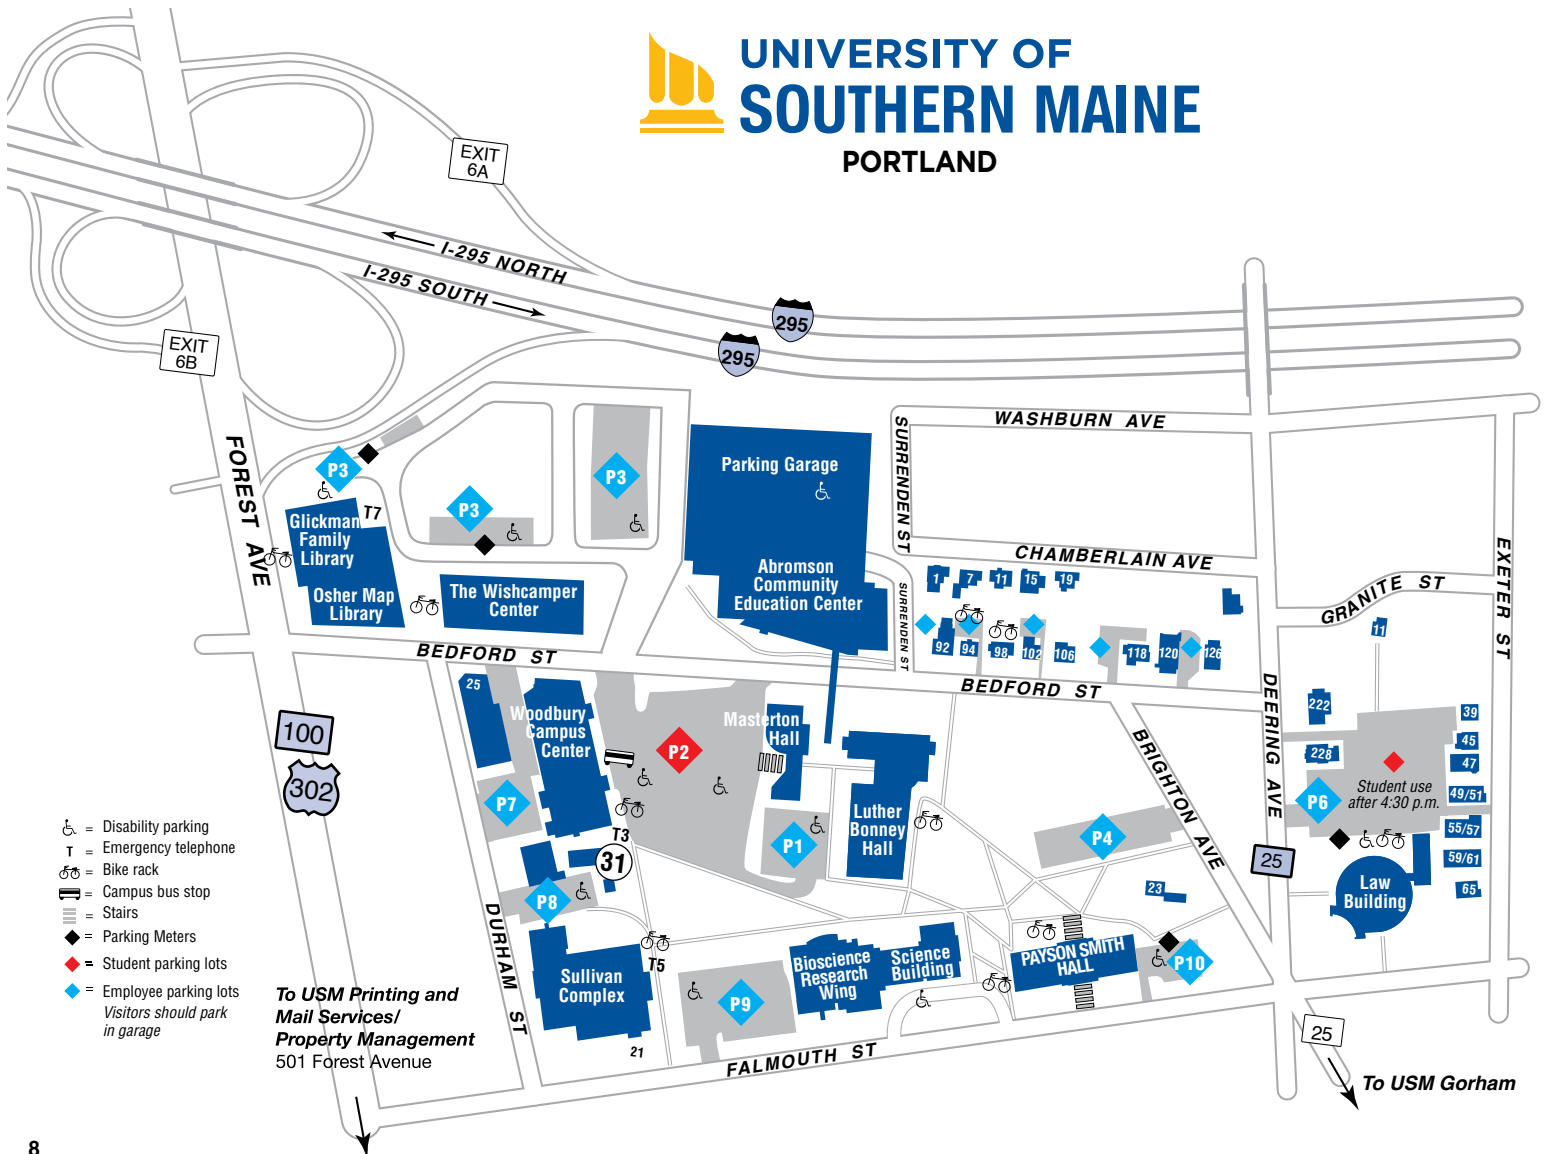 UNIVERSITY OF
SOUTHERN MAINE
PORTLAND
EXIT
6A
I-295 NORTH
I-295 SOUTH
295
295
EXIT
6B
FOREST AVE
WASHBURN AVE
SURRENDEN ST
CHAMBERLAIN AVE
SURRENDEN ST
GRANITE ST
EXETER ST
BEDFORD ST
BEDFORD ST
DEERING AVE
BRIGHTON AVE
DURHAM ST
FALMOUTH ST
P3
P3
P3
Parking Garage
T7
Glickman
Family
Library
Osher Map
Library
The Wishcamper
Center
Abromson
Community
Education Center
1
7
11
15
19
92
94
98
102
106
118
120
126
11
25
Woodbury
Campus
Center
P2
Masterton
Hall
222
228
39
45
47
49/51
55/57
59/61
65
P6
Student use
after 4:30 p.m.
100
302
P7
T3
31
P1
Luther
Bonney
Hall
P4
25
Law
Building
23
P8
T5
Sullivan
Complex
21
P9
Bioscience
Research
Wing
Science
Building
PAYSON SMITH
HALL
P10
25
To USM Gorham
= Disability parking
T = Emergency telephone
= Bike rack
= Campus bus stop
= Stairs
= Parking Meters
= Student parking lots
= Employee parking lots
Visitors should park
in garage
To USM Printing and
Mail Services/
Property Management
501 Forest Avenue
8